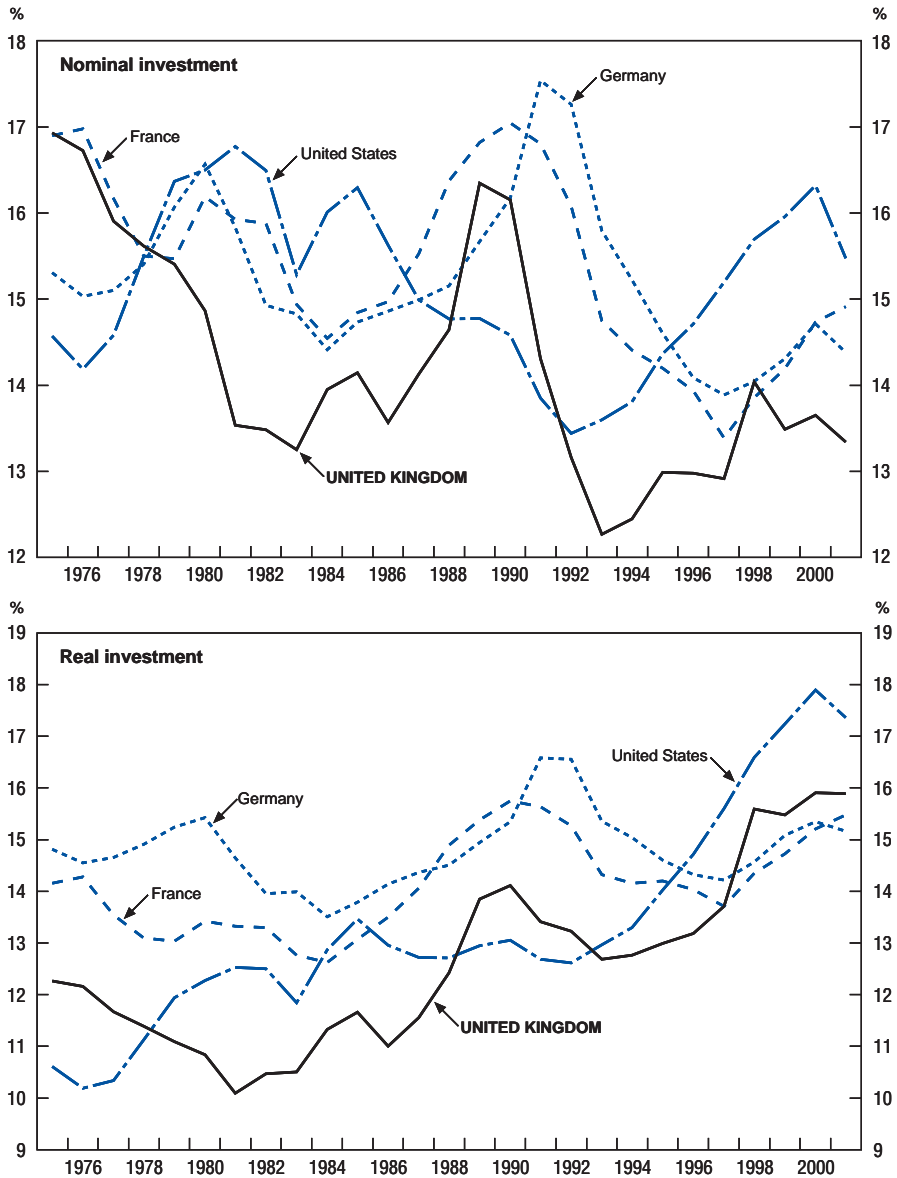 % %
18 18
Nominal investment
Germany
17 17
France
United States
16 16
15 15
14 14
UNITED KINGDOM
13 13
12 12
1976 1978 1980 1982 1984 1986 1988 1990 1992 1994 1996 1998 2000
% %
19 19
Real investment
18 18
17 17
United States
16 16
Germany
15 15
14 14
France
13 13
12 12
UNITED KINGDOM
11 11
10 10
9 9
1976 1978 1980 1982 1984 1986 1988 1990 1992 1994 1996 1998 2000